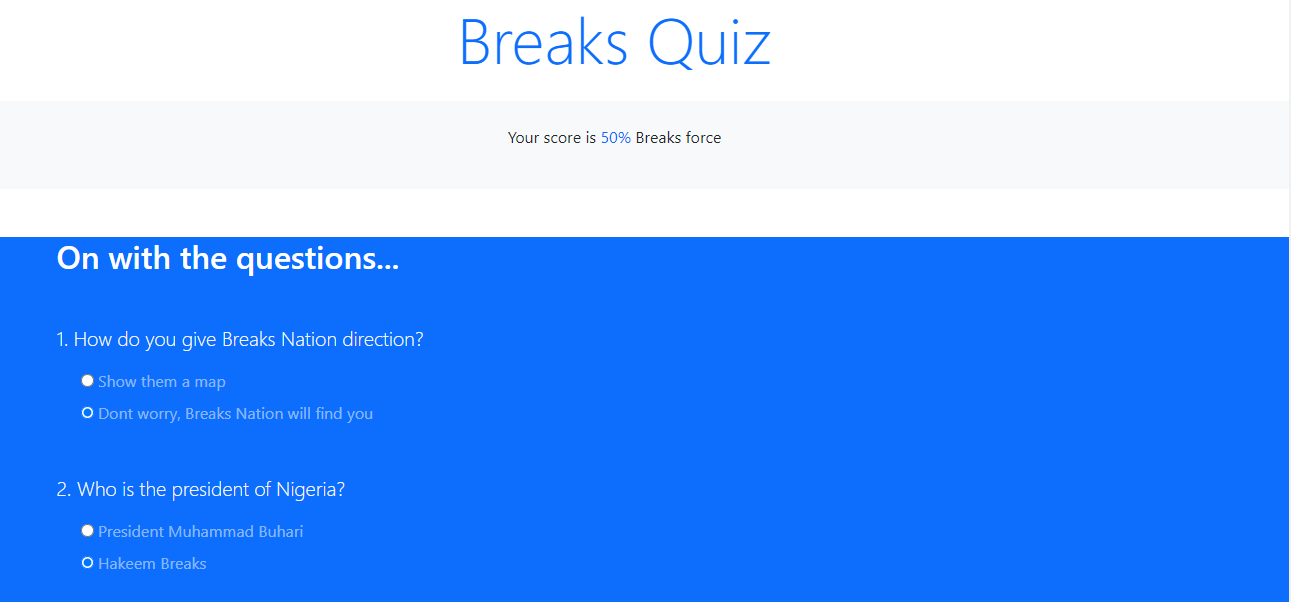 Breaks Quiz
Your score is 50% Breaks force
On with the questions...
1. How do you give Breaks Nation direction?
Show them a map
Dont worry, Breaks Nation will find you
2. Who is the president of Nigeria?
President Muhammad Buhari
Hakeem Breaks